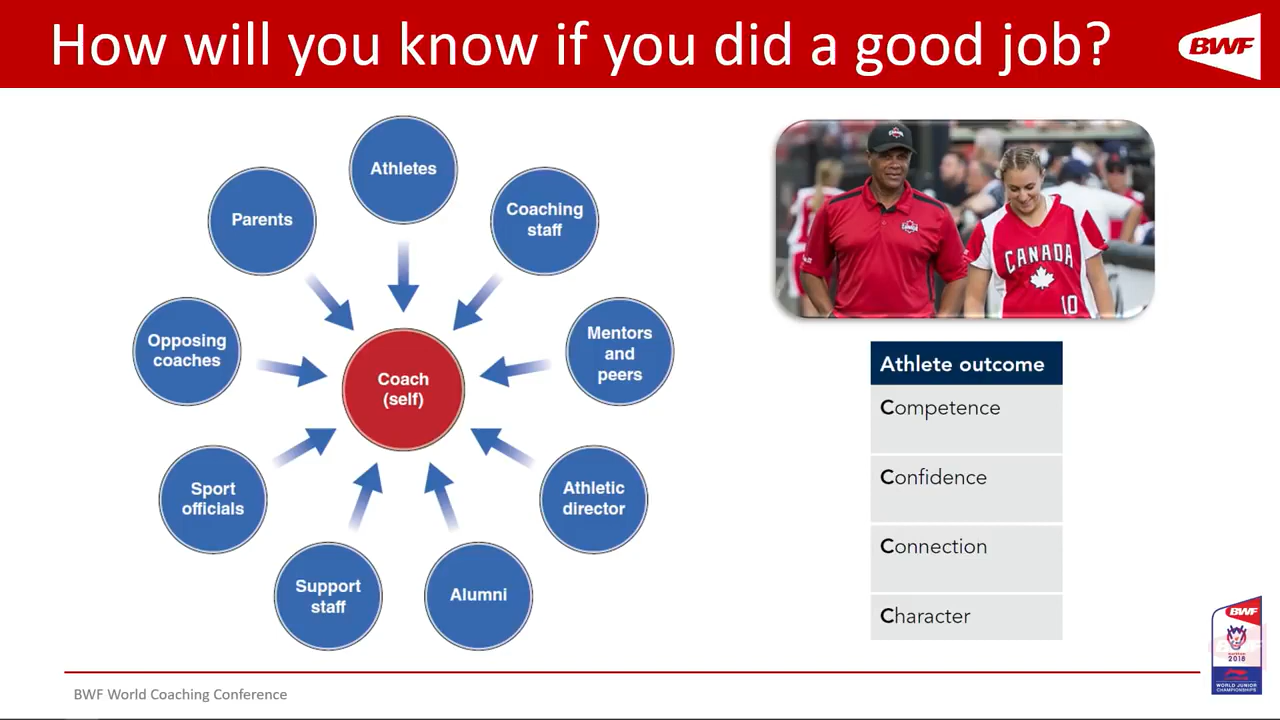 How will you know if you did a good job?
BWF
Athletes
Parents
Coaching
staff
Opposing
coaches
Mentors
and
peers
Coach
(self)
Sport
officials
Athletic
director
Support
staff
Alumni
CANADA
10
Athlete outcome
Competence
Confidence
Connection
Character
BWF World Coaching Conference
BWF
2018
WORLD JUNIOR
CHAMPIONSHIPS